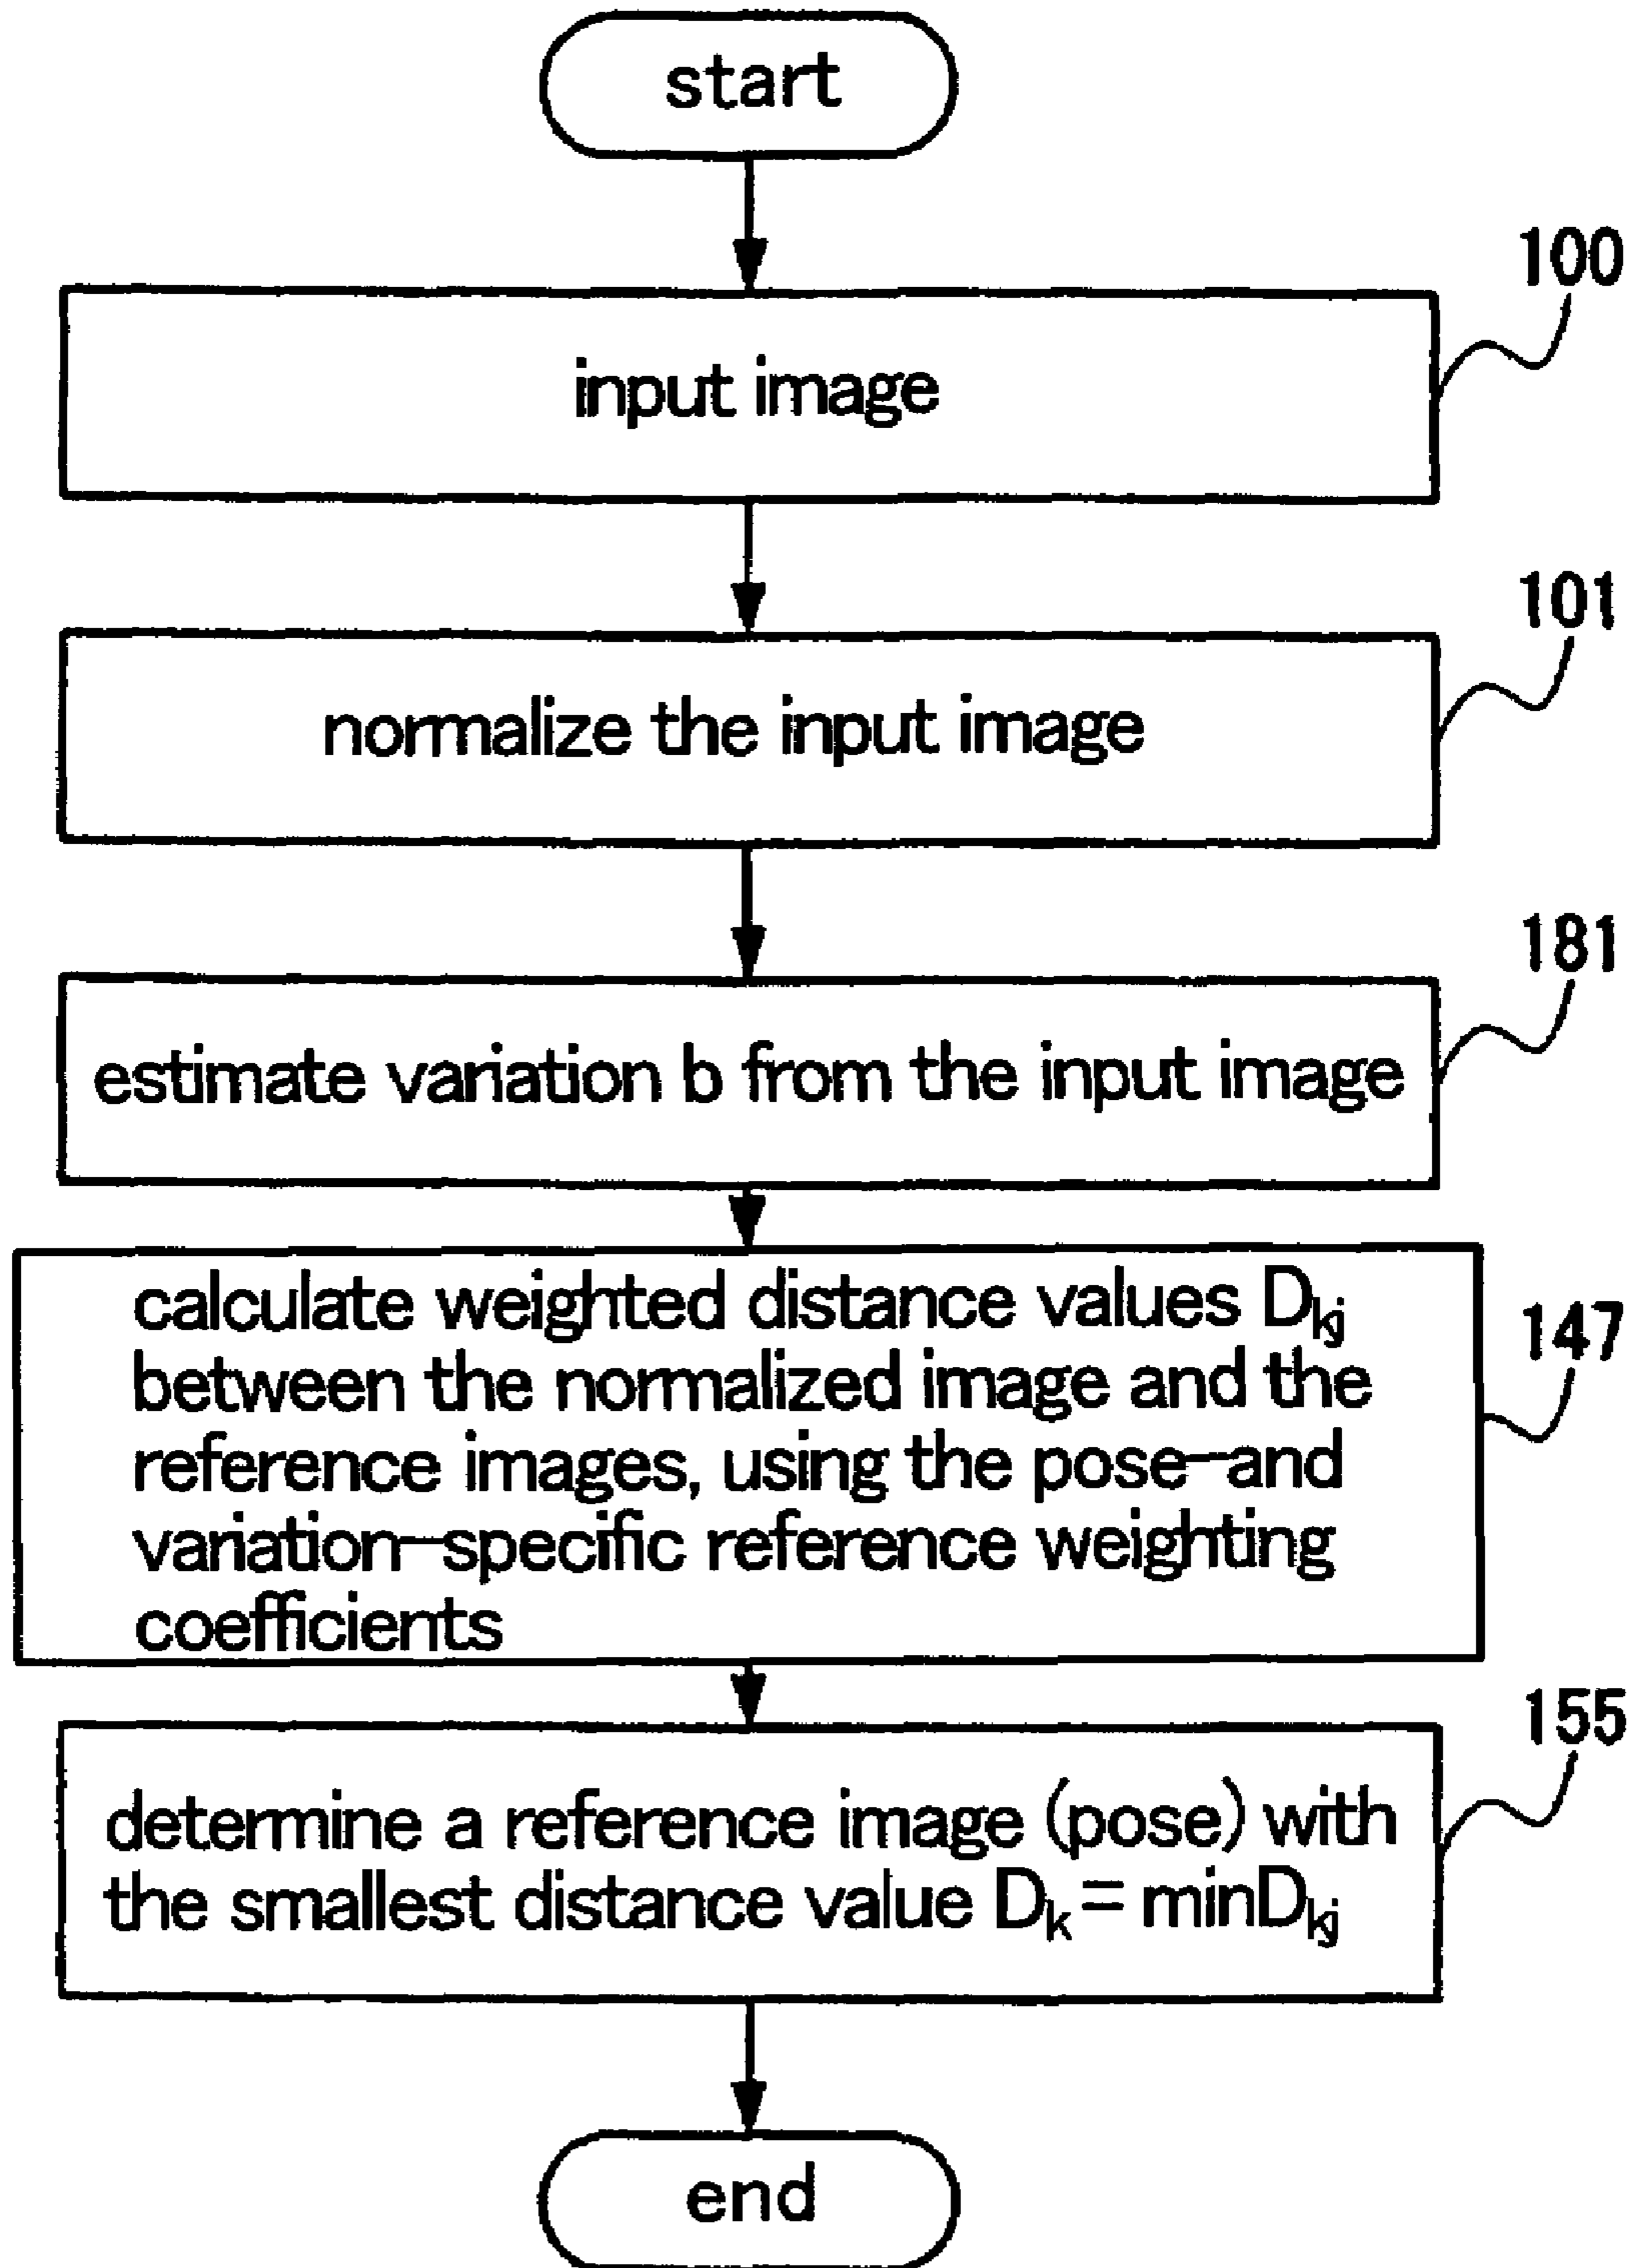 start
100
input image
101
normalize the input image
181
estimate variation b from the input image
147
calculate weighted distance values Dkj
between the normalized image and the
reference images, using the pose-and
variation-specific reference weighting
coefficients
155
determine a reference image (pose) with
the smallest distance value Dk = minDkj
end